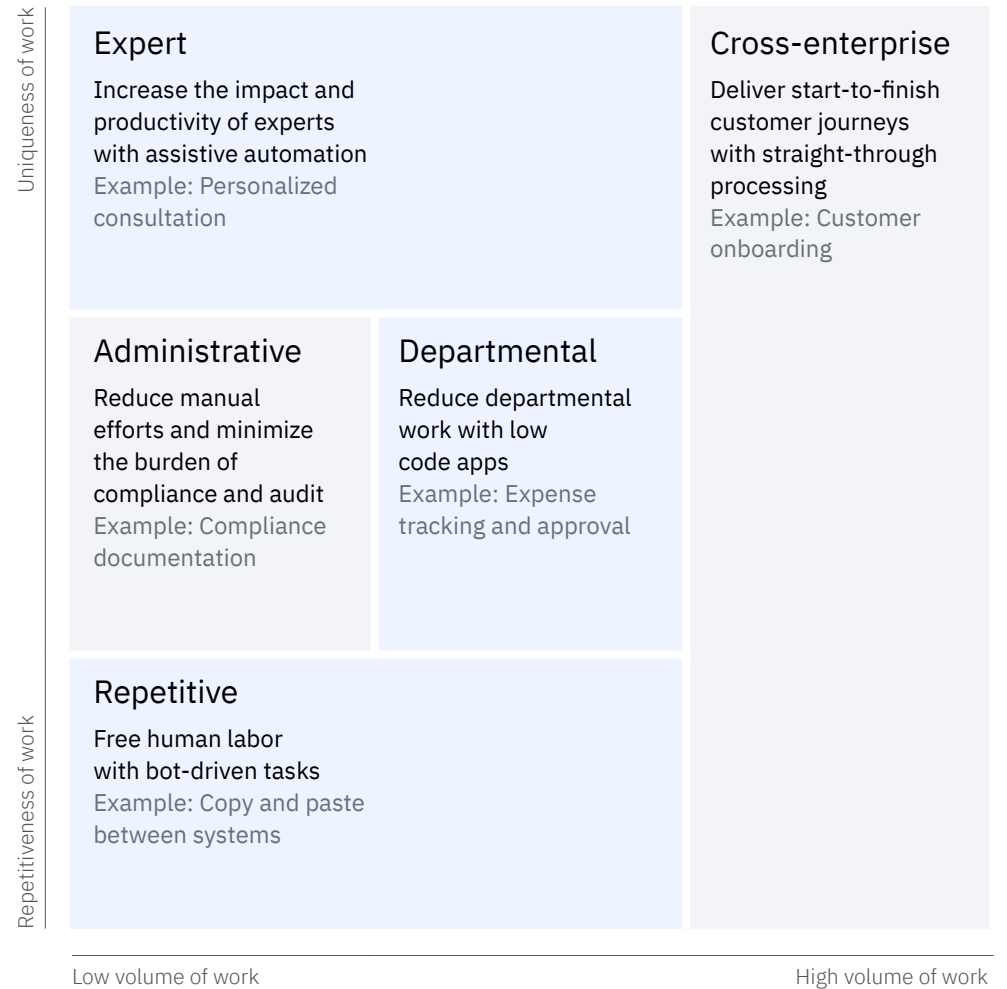 Uniqueness of work
Expert
Increase the impact and
productivity of experts
with assistive automation
Example: Personalized
consultation
Cross-enterprise
Deliver start-to-finish
customer journeys
with straight-through
processing
Example: Customer
onboarding
Administrative
Reduce manual
efforts and minimize
the burden of
compliance and audit
Example: Compliance
documentation
Departmental
Reduce departmental
work with low
code apps
Example: Expense
tracking and approval
Repetitiveness of work
Repetitive
Free human labor
with bot-driven tasks
Example: Copy and paste
between systems
Low volume of work
High volume of work